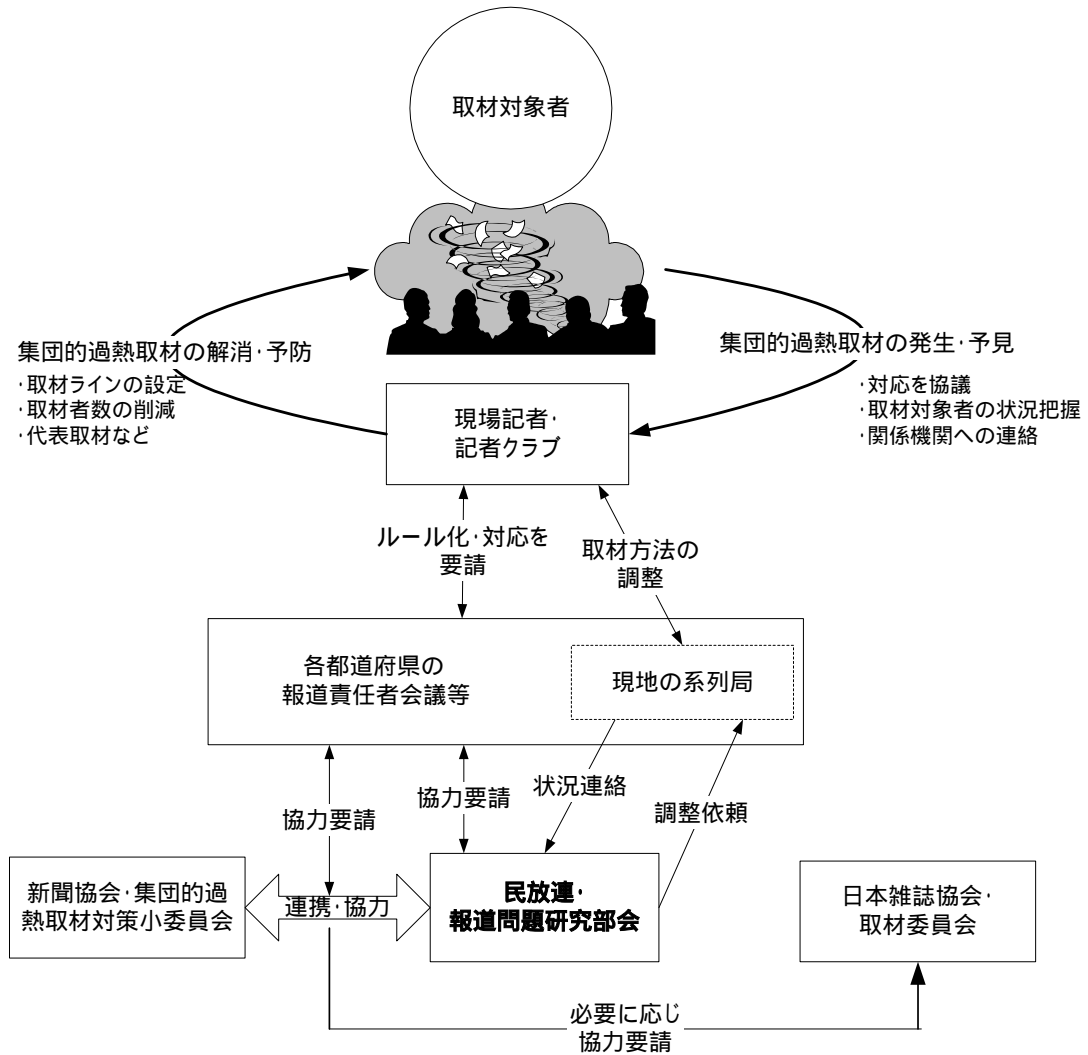 取材対象者
集団的過熱取材の解消・予防
・取材ラインの設定
・取材者数の削減
・代表取材など
集団的過熱取材の発生・予見
・対応を協議
・取材対象者の状況把握
・関係機関への連絡
現場記者・
記者クラブ
ルール化・対応を
要請
取材方法の
調整
各都道府県の
報道責任者会議等
現地の系列局
協力要請
協力要請
状況連絡
調整依頼
新聞協会・集団的過
熱取材対策小委員会
連携・協力
民放連・
報道問題研究部会
日本雑誌協会・
取材委員会
必要に応じ
協力要請